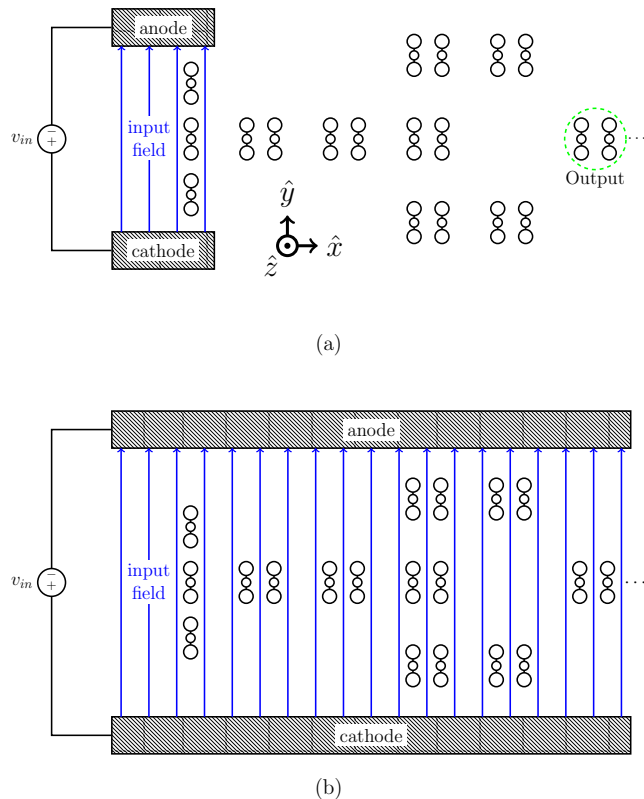 anode
v_in
− +
input
field
cathode
ŷ
x̂
ẑ
Output
...
(a)
anode
v_in
− +
input
field
cathode
...
(b)